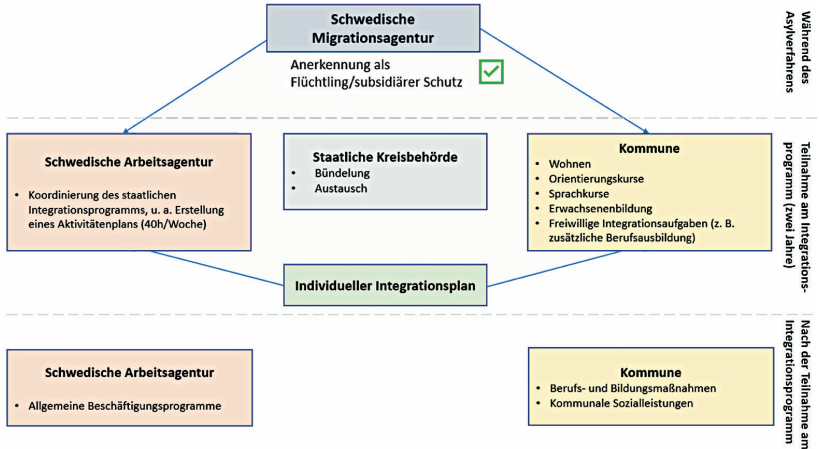 Schwedische
Migrationsagentur
Anerkennung als
Flüchtling/subsidiärer Schutz
Während des
Asylverfahrens
Schwedische Arbeitsagentur
• Koordinierung des staatlichen
Integrationsprogramms, u. a. Erstellung
eines Aktivitätenplans (40h/Woche)
Staatliche Kreisbehörde
• Bündelung
• Austausch
Kommune
• Wohnen
• Orientierungskurse
• Sprachkurse
• Erwachsenenbildung
• Freiwillige Integrationsaufgaben (z. B.
zusätzliche Berufsausbildung)
Teilnahme am Integrations-
programm (zwei Jahre)
Individueller Integrationsplan
Schwedische Arbeitsagentur
• Allgemeine Beschäftigungsprogramme
Kommune
• Berufs- und Bildungsmaßnahmen
• Kommunale Sozialleistungen
Nach der Teilnahme am
Integrationsprogramm